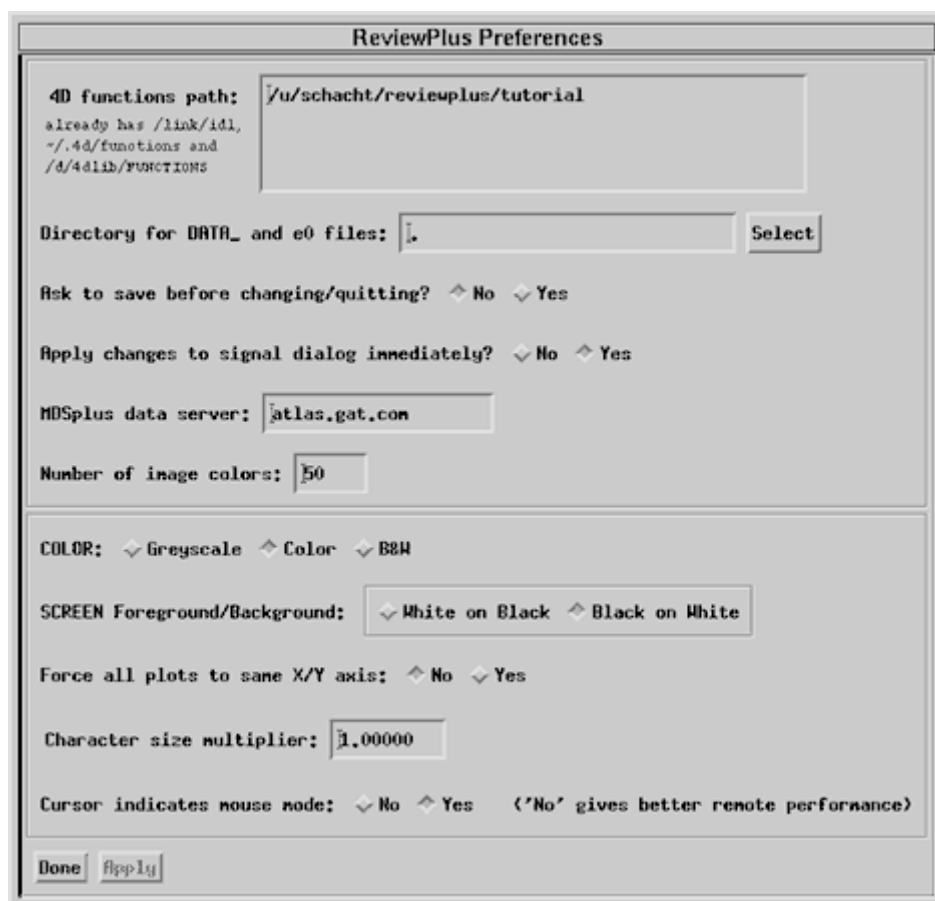 ReviewPlus Preferences
4D functions path: /u/schacht/reviewplus/tutorial
already has /link/idl,
~/.4d/functions and
/d/4dlib/FUNCTIONS
Directory for DATA_ and e0 files: . Select
Ask to save before changing/quitting? No Yes
Apply changes to signal dialog immediately? No Yes
MDSplus data server: atlas.gat.com
Number of image colors: 50
COLOR: Greyscale Color B&W
SCREEN Foreground/Background: White on Black Black on White
Force all plots to same X/Y axis: No Yes
Character size multiplier: 1.00000
Cursor indicates mouse mode: No Yes ('No' gives better remote performance)
Done Apply